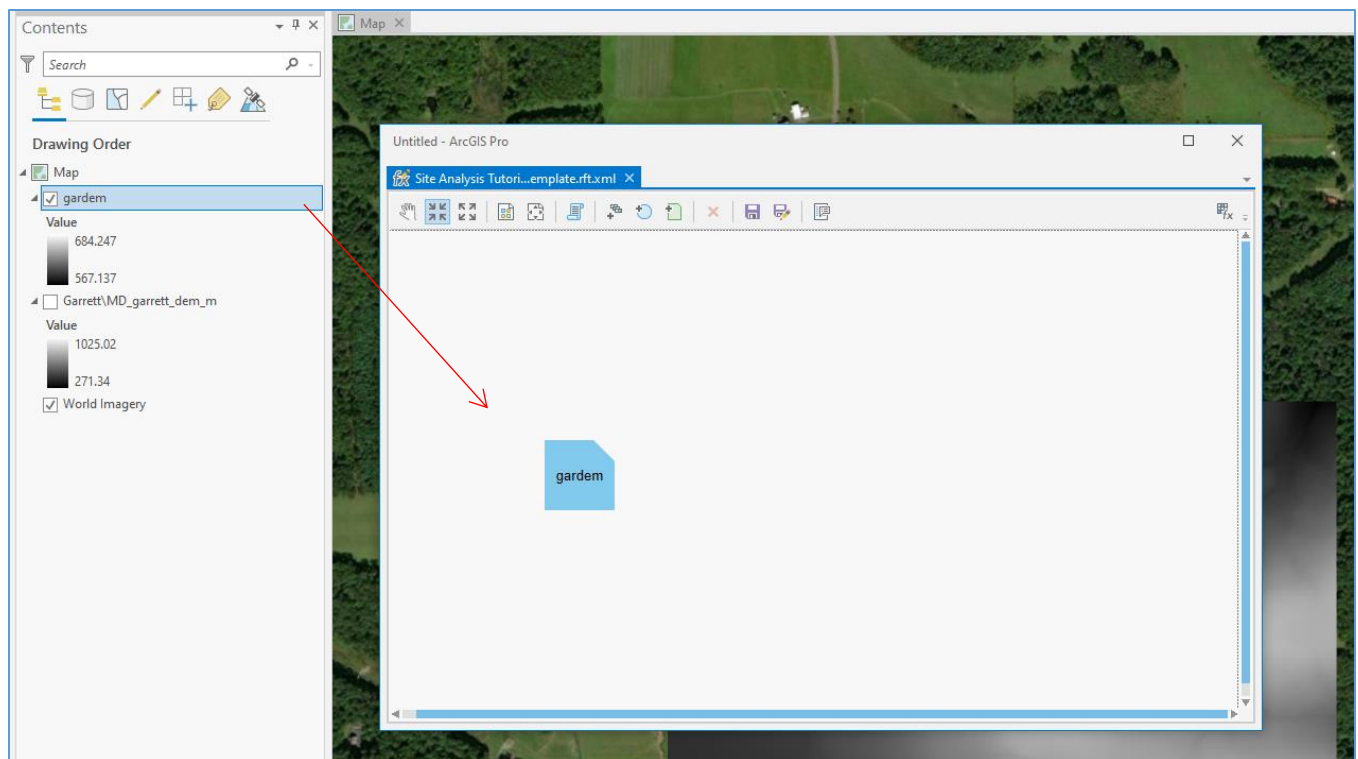 Contents
Map
Search
Drawing Order
Map
gardem
Value
684.247
567.137
Garrett\MD_garrett_dem_m
Value
1025.02
271.34
World Imagery
Untitled - ArcGIS Pro
Site Analysis Tutori...emplate.rft.xml
fx
gardem